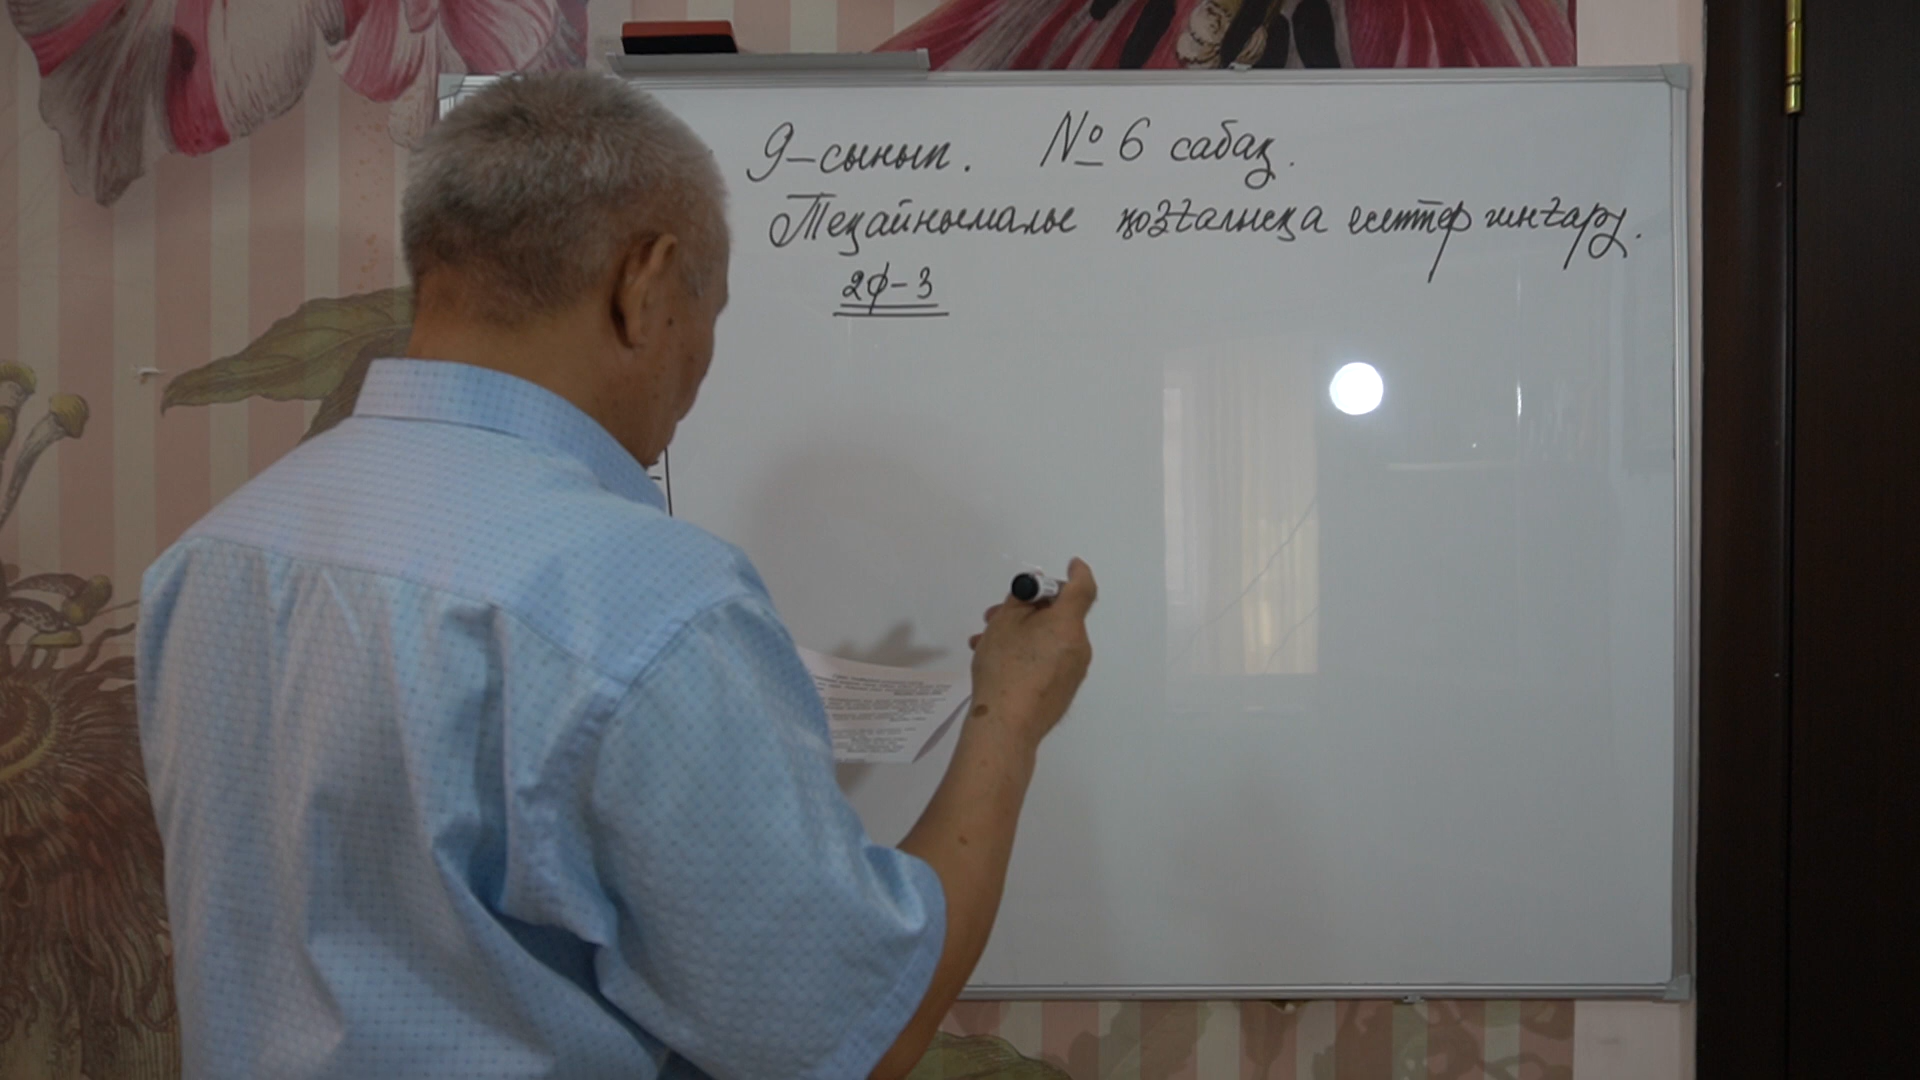 9-сынып. № 6 сабақ.
Теңайнымалы қозғалысқа есептер шығару.
2ф-3